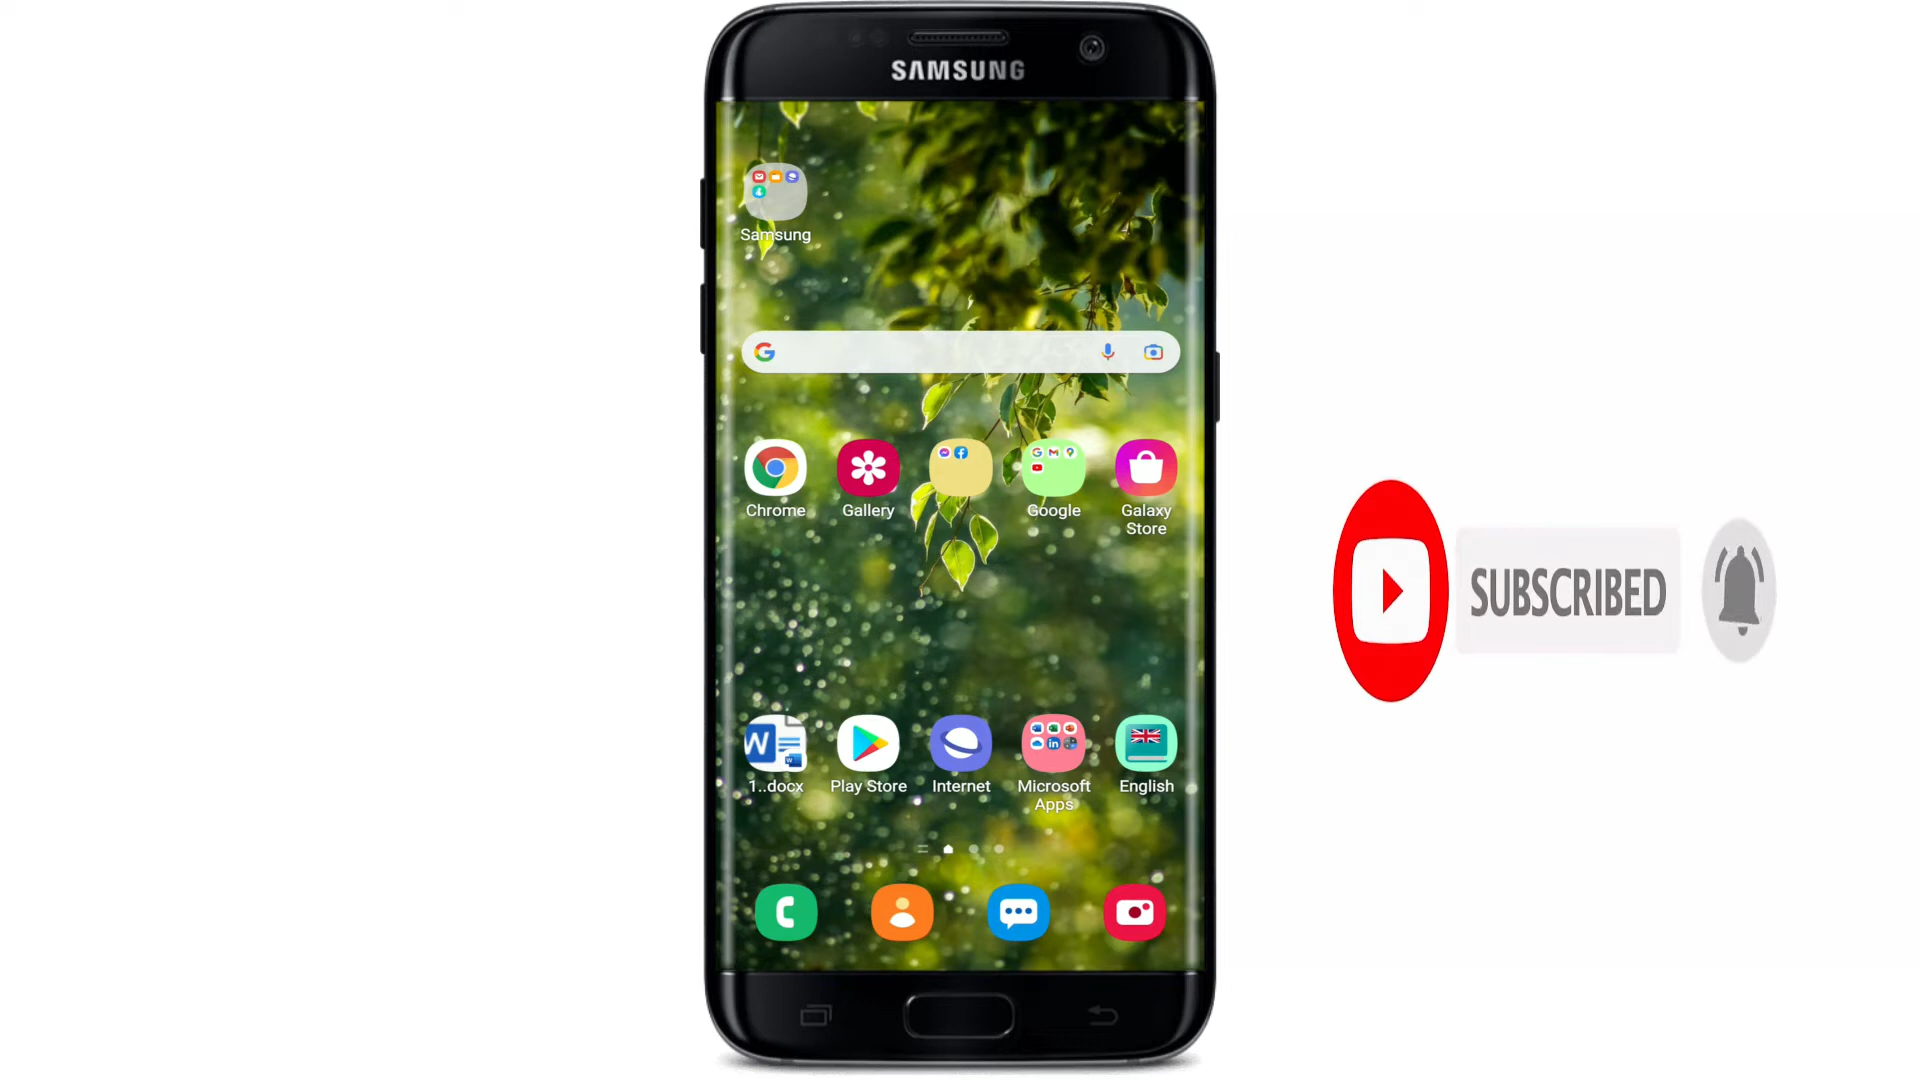 SAMSUNG
Samsung
Chrome
Gallery
Google
Galaxy
Store
1..docx
Play Store
Internet
Microsoft
Apps
English
SUBSCRIBED